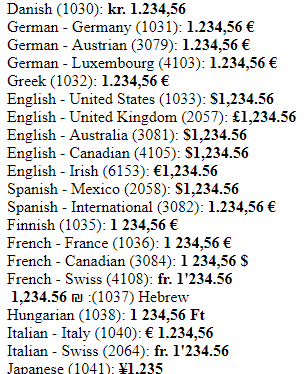 Danish (1030): kr. 1.234,56
German - Germany (1031): 1.234,56 €
German - Austrian (3079): 1.234,56 €
German - Luxembourg (4103): 1.234,56 €
Greek (1032): 1.234,56 €
English - United States (1033): $1,234.56
English - United Kingdom (2057): £1,234.56
English - Australia (3081): $1,234.56
English - Canadian (4105): $1,234.56
English - Irish (6153): €1,234.56
Spanish - Mexico (2058): $1,234.56
Spanish - International (3082): 1.234,56 €
Finnish (1035): 1 234,56 €
French - France (1036): 1 234,56 €
French - Canadian (3084): 1 234,56 $
French - Swiss (4108): fr. 1'234.56
1,234.56 ₪ :(1037) Hebrew
Hungarian (1038): 1 234,56 Ft
Italian - Italy (1040): € 1.234,56
Italian - Swiss (2064): fr. 1'234.56
Japanese (1041): ¥1,235